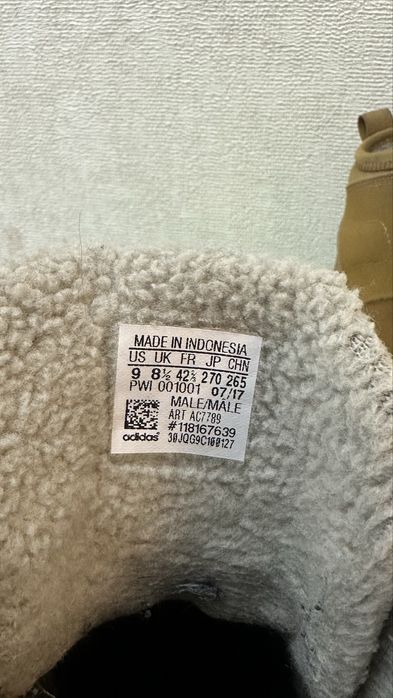 MADE IN INDONESIA
US UK FR JP CHN
9 8½ 42⅔ 270 265
PWI 001001 07/17
MALE/MALE
ART AC7789
#118167639
adidas 30JQG9C100127